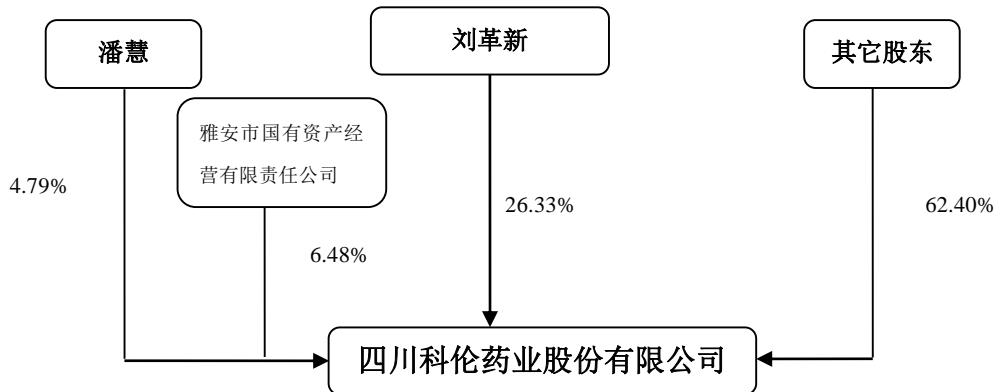 潘慧
刘革新
其它股东
雅安市国有资产经
营有限责任公司
4.79%
26.33%
62.40%
6.48%
四川科伦药业股份有限公司